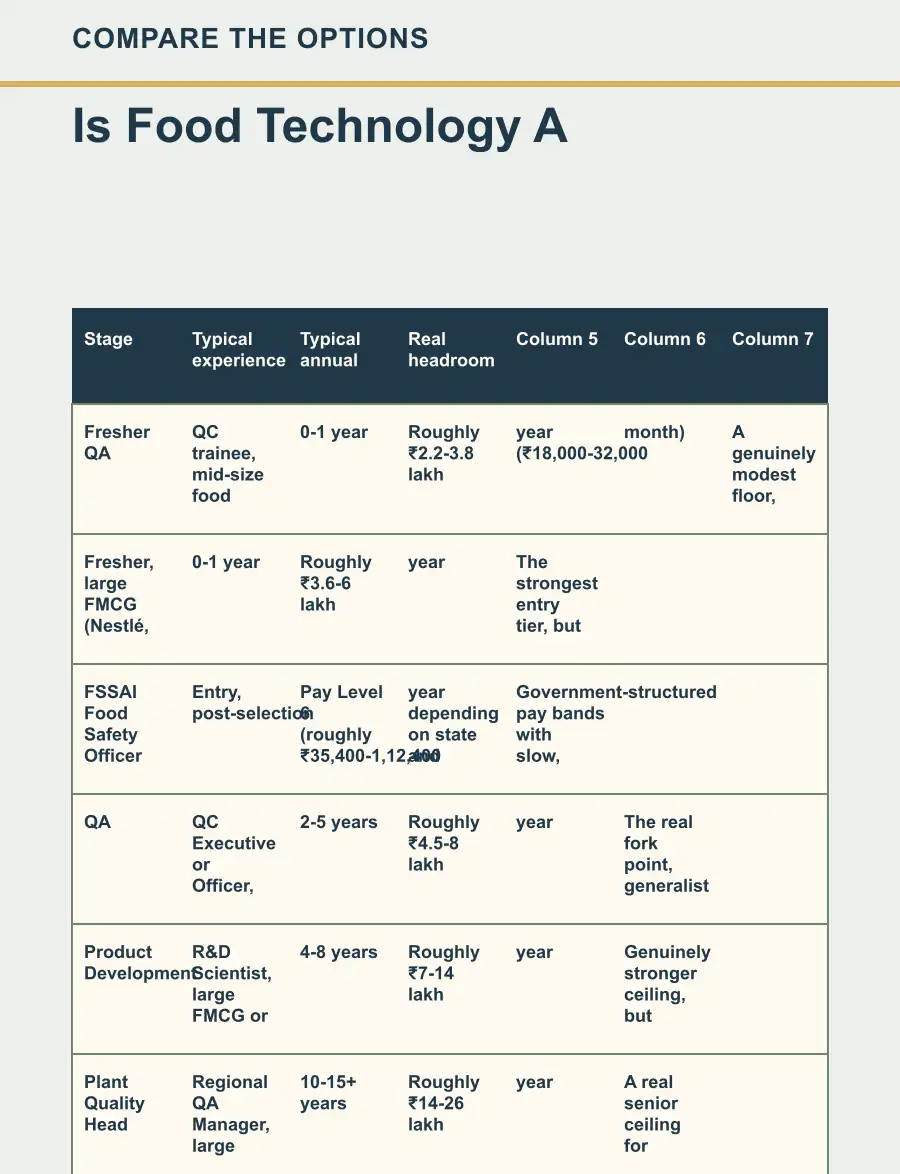 COMPARE THE OPTIONS
Is Food Technology A
Stage
Typical
experience
Typical
annual
Real
headroom
Column 5
Column 6
Column 7
Fresher
QA
QC
trainee,
mid-size
food
0-1 year
Roughly
₹2.2-3.8
lakh
year
(₹18,000-32,000
month)
A
genuinely
modest
floor,
Fresher,
large
FMCG
(Nestlé,
0-1 year
Roughly
₹3.6-6
lakh
year
The
strongest
entry
tier, but
FSSAI
Food
Safety
Officer
Entry,
post-selection
Pay Level
6
(roughly
₹35,400-1,12,400
year
depending
on state
and
Government-structured
pay bands
with
slow,
QA
QC
Executive
or
Officer,
2-5 years
Roughly
₹4.5-8
lakh
year
The real
fork
point,
generalist
Product
Development
R&D
Scientist,
large
FMCG or
4-8 years
Roughly
₹7-14
lakh
year
Genuinely
stronger
ceiling,
but
Plant
Quality
Head
Regional
QA
Manager,
large
10-15+
years
Roughly
₹14-26
lakh
year
A real
senior
ceiling
for